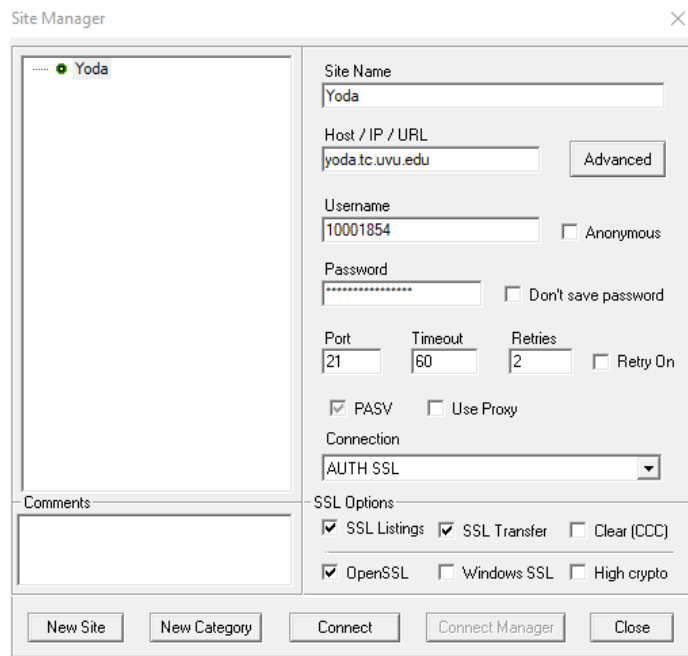 Site Manager
Yoda
Site Name
Yoda
Host / IP / URL
yoda.tc.uvu.edu
Advanced
Username
10001854
Anonymous
Password
****************
Don't save password
Port Timeout Retries
21 60 2 Retry On
PASV Use Proxy
Connection
AUTH SSL
Comments
SSL Options
SSL Listings SSL Transfer Clear (CCC)
OpenSSL Windows SSL High crypto
New Site New Category Connect Connect Manager Close